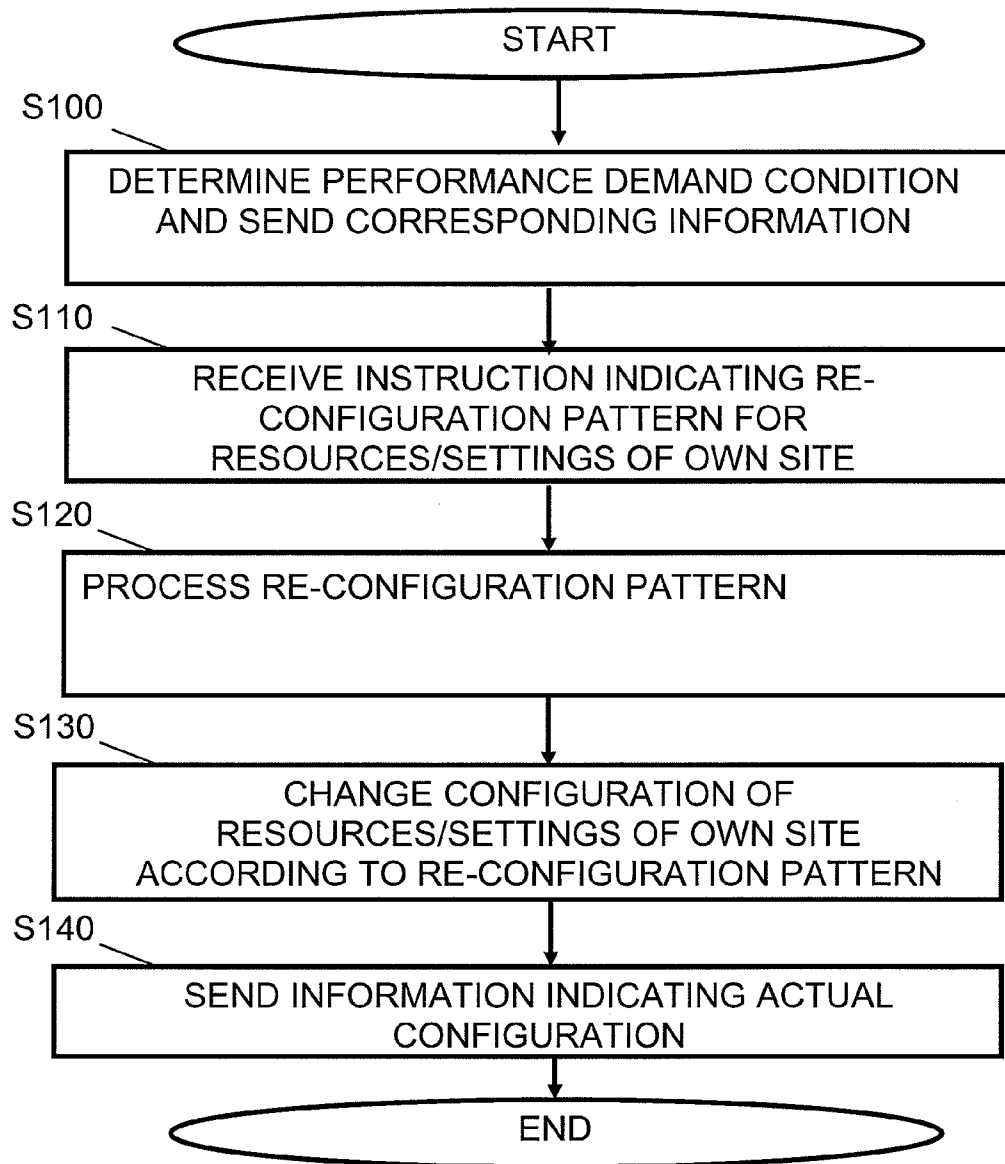 START
S100
DETERMINE PERFORMANCE DEMAND CONDITION
AND SEND CORRESPONDING INFORMATION
S110
RECEIVE INSTRUCTION INDICATING RE-
CONFIGURATION PATTERN FOR
RESOURCES/SETTINGS OF OWN SITE
S120
PROCESS RE-CONFIGURATION PATTERN
S130
CHANGE CONFIGURATION OF
RESOURCES/SETTINGS OF OWN SITE
ACCORDING TO RE-CONFIGURATION PATTERN
S140
SEND INFORMATION INDICATING ACTUAL
CONFIGURATION
END